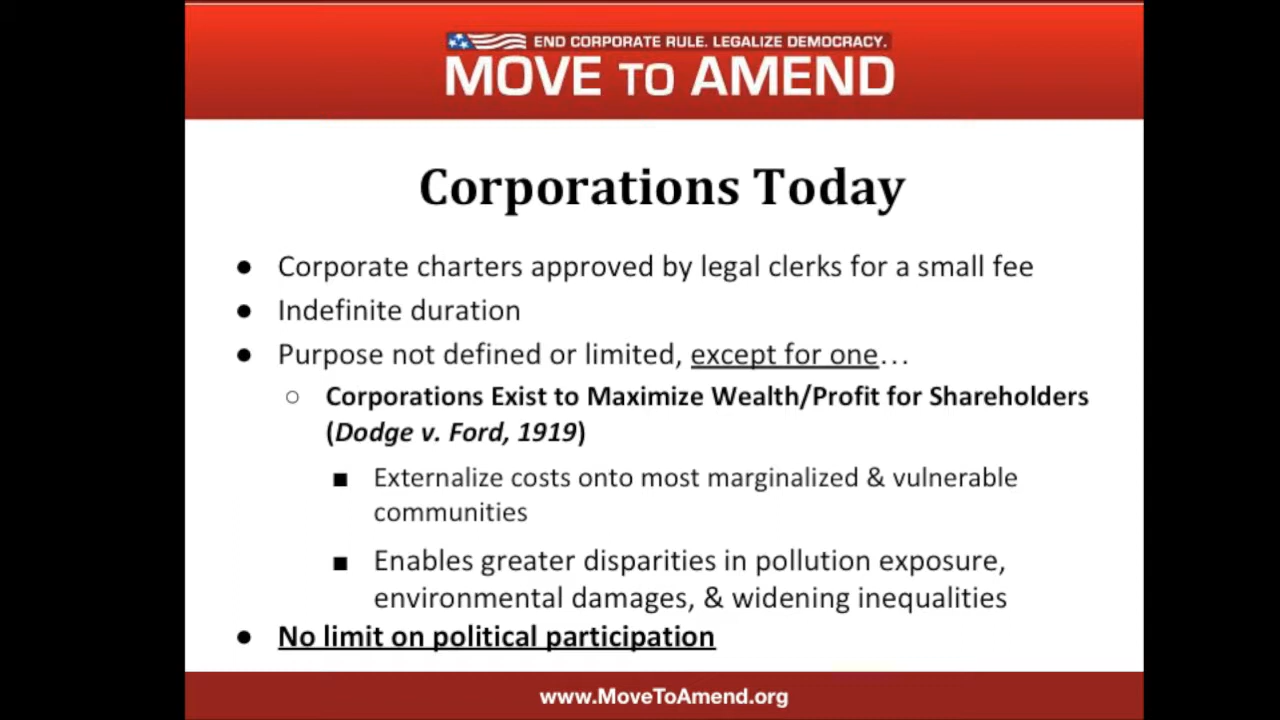 END CORPORATE RULE. LEGALIZE DEMOCRACY.
MOVE TO AMEND
Corporations Today
● Corporate charters approved by legal clerks for a small fee
● Indefinite duration
● Purpose not defined or limited, except for one…
○ Corporations Exist to Maximize Wealth/Profit for Shareholders
(Dodge v. Ford, 1919)
■ Externalize costs onto most marginalized & vulnerable
communities
■ Enables greater disparities in pollution exposure,
environmental damages, & widening inequalities
● No limit on political participation
www.MoveToAmend.org